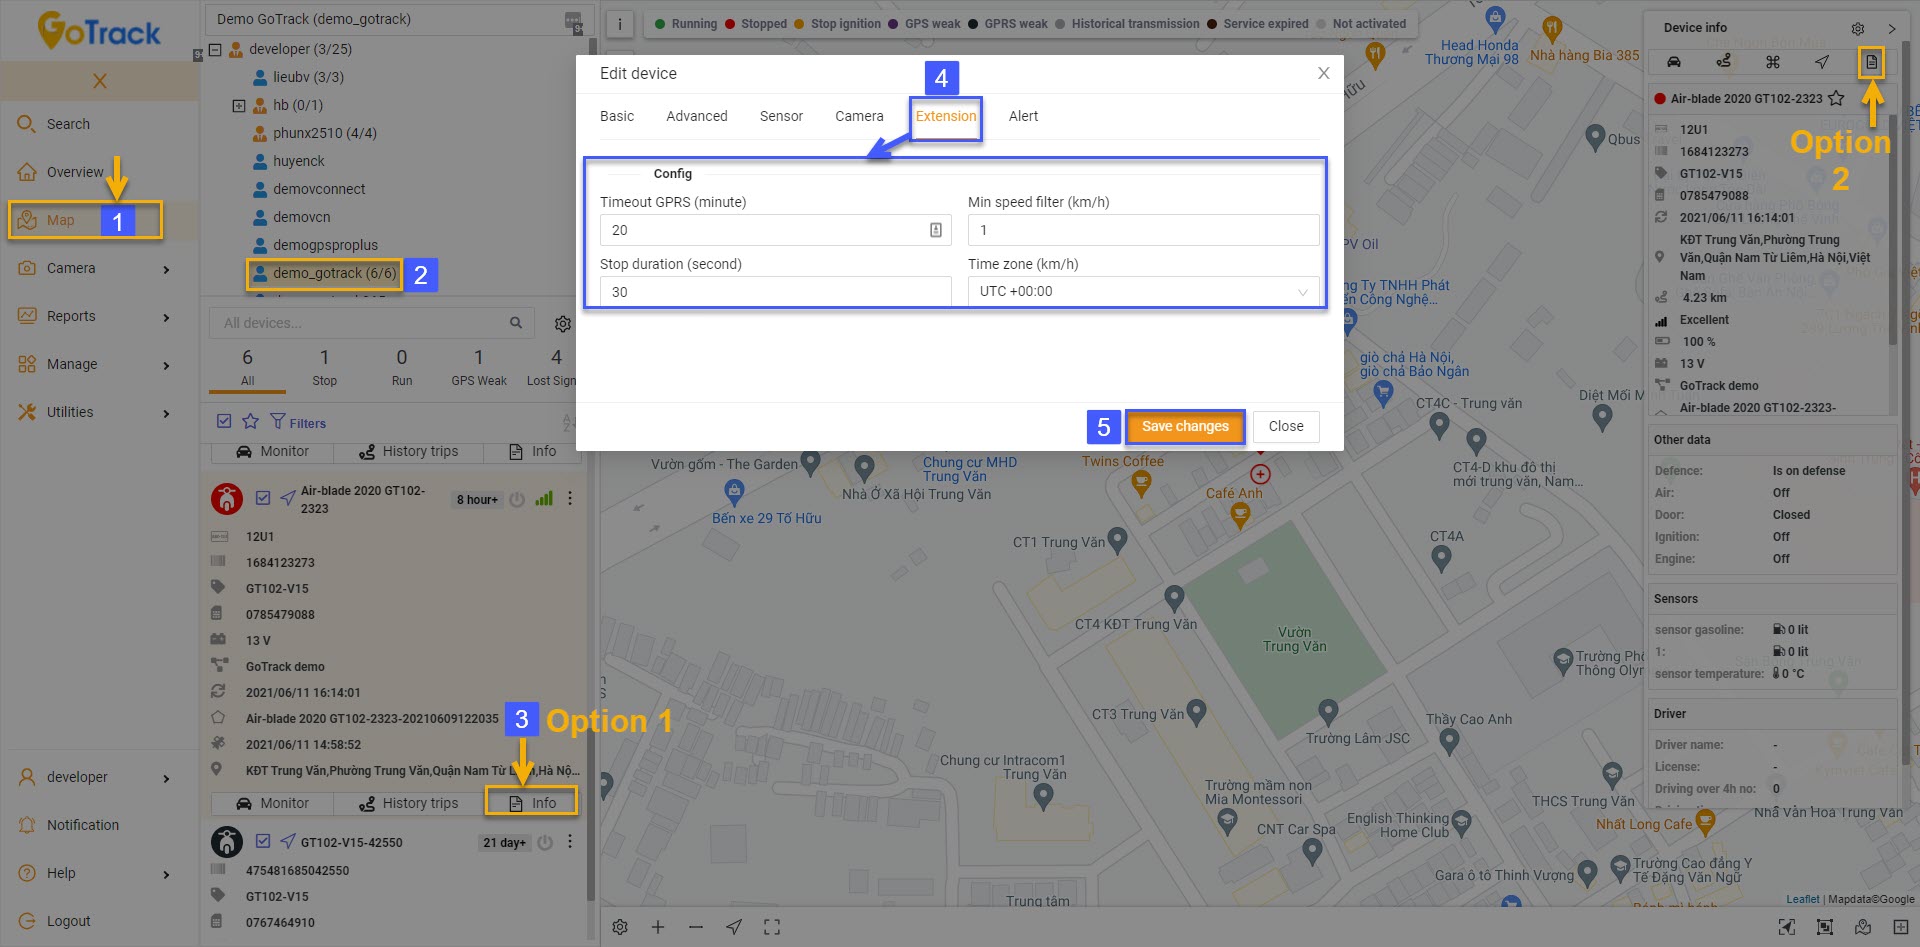 GoTrack
Search
Overview
Map
1
Camera
Reports
Manage
Utilities
developer
Notification
Help
Logout
Demo GoTrack (demo_gotrack)
developer (3/25)
lieubv (3/3)
hb (0/1)
phunx2510 (4/4)
huyenck
demovconnect
demovcn
demogpsproplus
demo_gotrack (6/6)
2
All devices...
6 1 0 1 4
All Stop Run GPS Weak Lost Sign
Filters
Monitor History trips Info
Air-blade 2020 GT102-
2323
8 hour+
12U1
1684123273
GT102-V15
0785479088
13 V
GoTrack demo
2021/06/11 16:14:01
Air-blade 2020 GT102-2323-20210609122035
2021/06/11 14:58:52
KĐT Trung Văn,Phường Trung Văn,Quận Nam Từ Liêm,Hà Nộ...
3 Option 1
Monitor History trips Info
GT102-V15-42550
21 day+
475481685042550
GT102-V15
0767464910
i
Running Stopped Stop ignition GPS weak GPRS weak Historical transmission Service expired Not activated
Edit device
X
4
Basic Advanced Sensor Camera Extension Alert
Config
Timeout GPRS (minute)
20
Min speed filter (km/h)
1
Stop duration (second)
30
Time zone (km/h)
UTC +00:00
5
Save changes
Close
Head Honda
Thương Mại 98
Nhà hàng Bia 385
Hữu
Qbus
PV Oil
ng Ty TNHH Phát
ển Công Nghệ...
giò chả Hà Nội,
giò chả Bảo Ngân
CT4C - Trung văn
Diệt Mối M
CT4-D khu đô thị
mới trung văn, Nam...
Vườn gốm - The Garden
Chung cư MHD
Trung Văn
Nhà Ở Xã Hội Trung Văn
Twins Coffee
Café Anh
Bến xe 29 Tố Hữu
CT1 Trung Văn
CT4A
CT4 KĐT Trung Văn
Vườn
Trung Văn
CT3 Trung Văn
Trường Lâm JSC
Thầy Cao Anh
Chung cư Intracom1
Trung Văn
Trường mầm non
Mia Montessori
CNT Car Spa
English Thinking
Home Club
THCS Trung Văn
Nhất Long Cafe
Nhà Văn Hoá Trung Văn
Gara ô tô Thinh Vượng
Trường Cao đẳng Y
Tế Đặng Văn Ngữ
Trung tâm
Leaflet | Mapdata©Google
Device info
Option
2
Air-blade 2020 GT102-2323
12U1
1684123273
GT102-V15
0785479088
2021/06/11 16:14:01
KĐT Trung Văn,Phường Trung
Văn,Quận Nam Từ Liêm,Hà Nội,Việt
Nam
4.23 km
Excellent
100 %
13 V
GoTrack demo
Air-blade 2020 GT102-2323-
Other data
Defence: Is on defense
Air: Off
Door: Closed
Ignition: Off
Engine: Off
Sensors
sensor gasoline: 0 lit
1: 0 lit
sensor temperature: 0 °C
Driver
Driver name: -
License: -
Driving over 4h no: 0